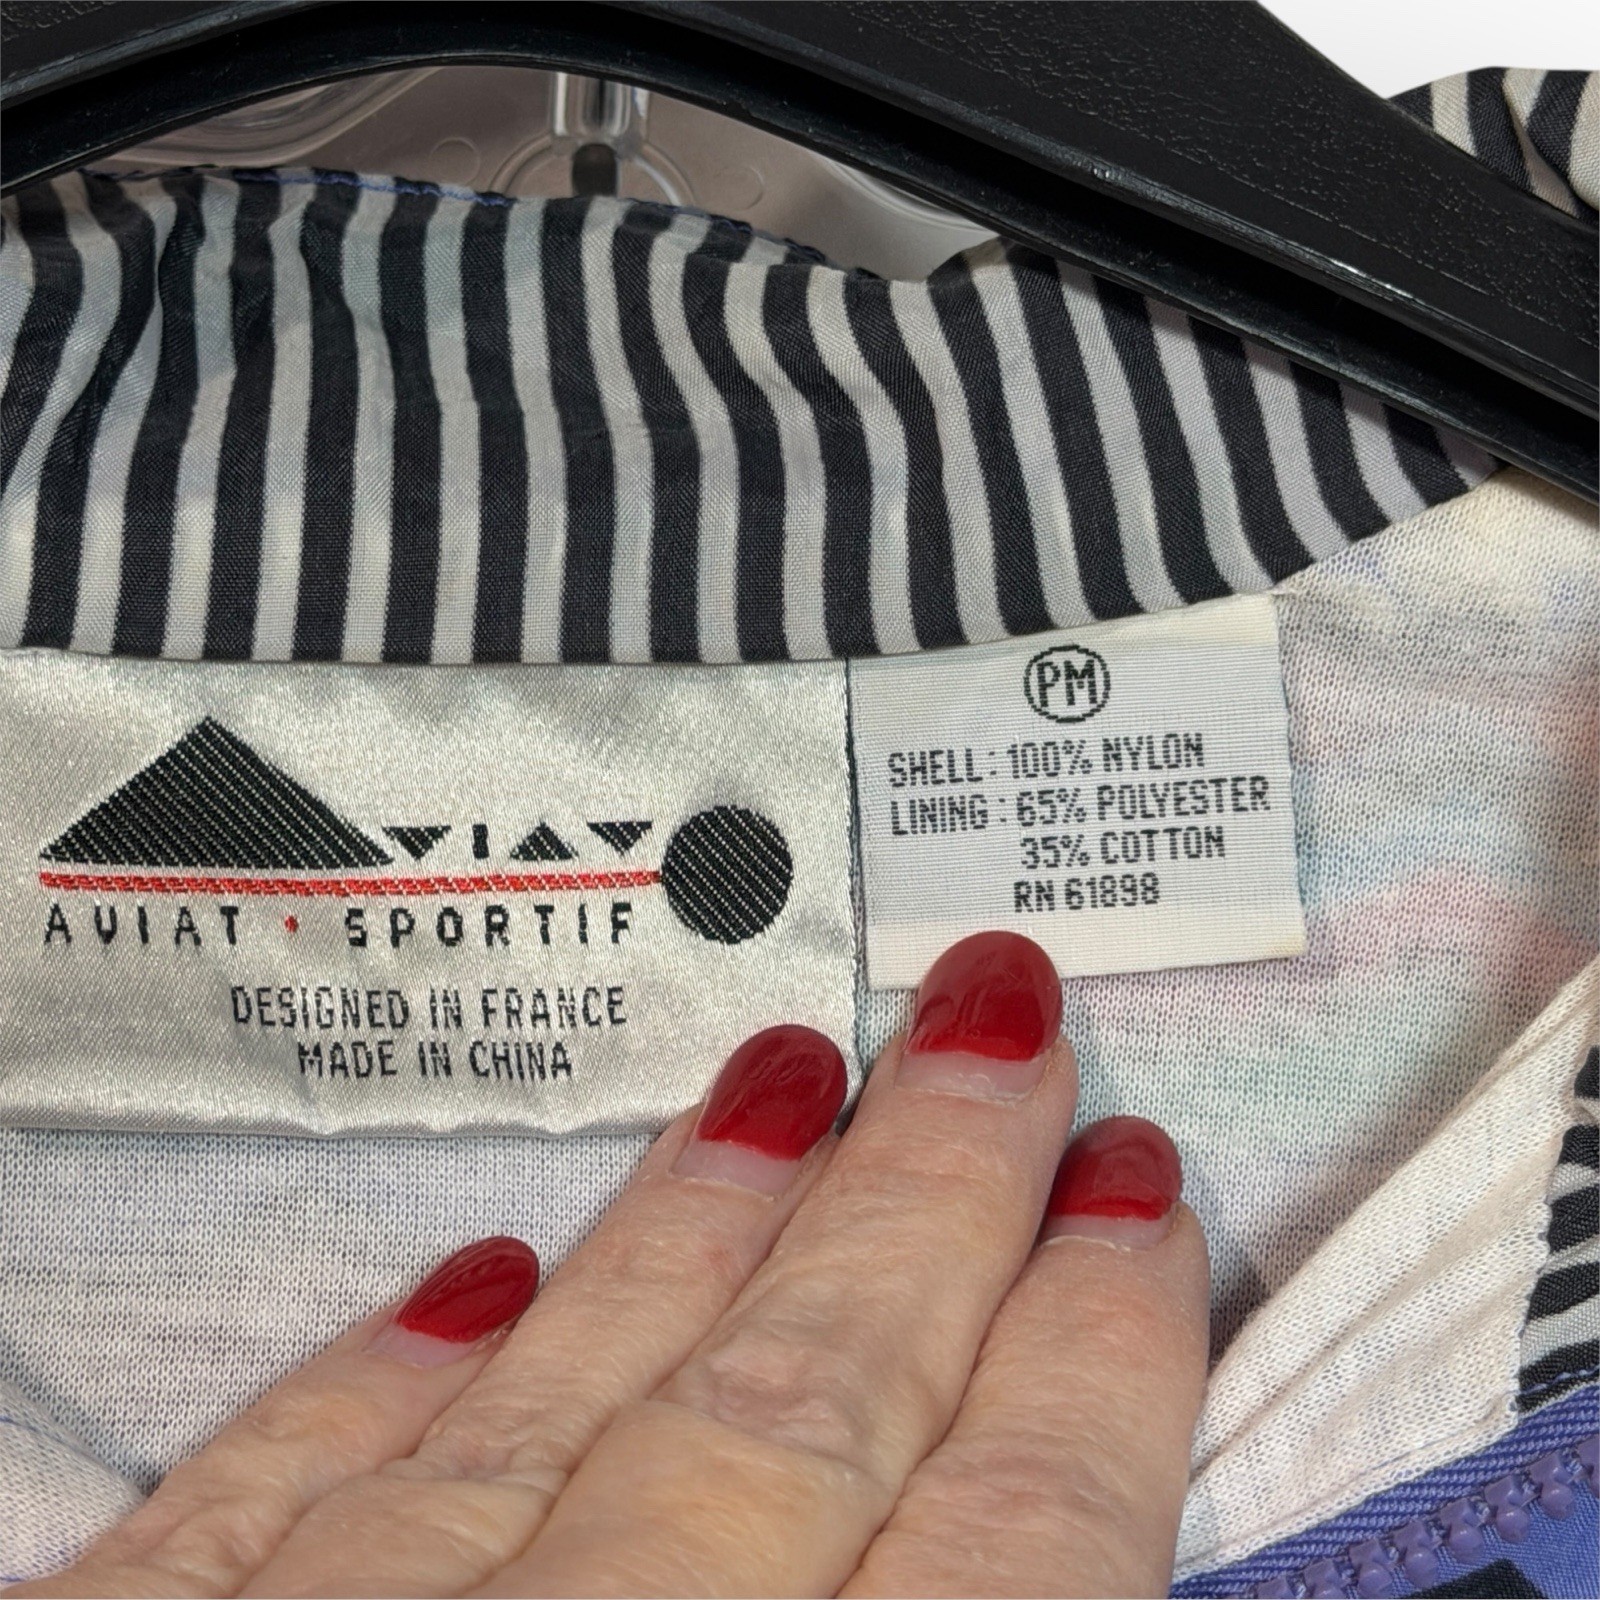 AVIAT
AVIAT • SPORTIF
DESIGNED IN FRANCE
MADE IN CHINA
PM
SHELL : 100% NYLON
LINING : 65% POLYESTER
35% COTTON
RN 61898